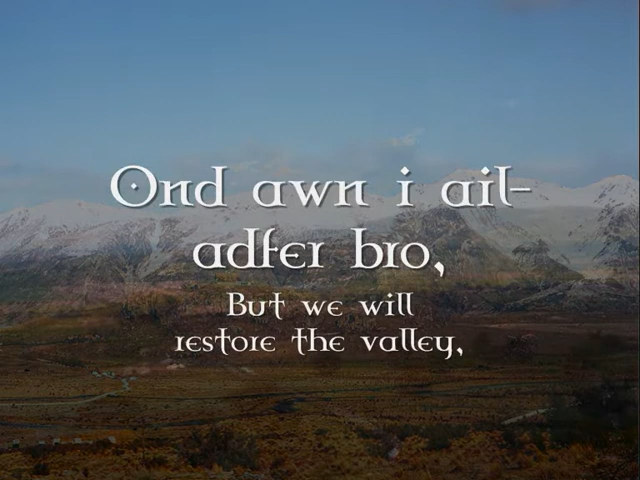 Ond awn i ail-
adfer bro,
But we will
restore the valley,